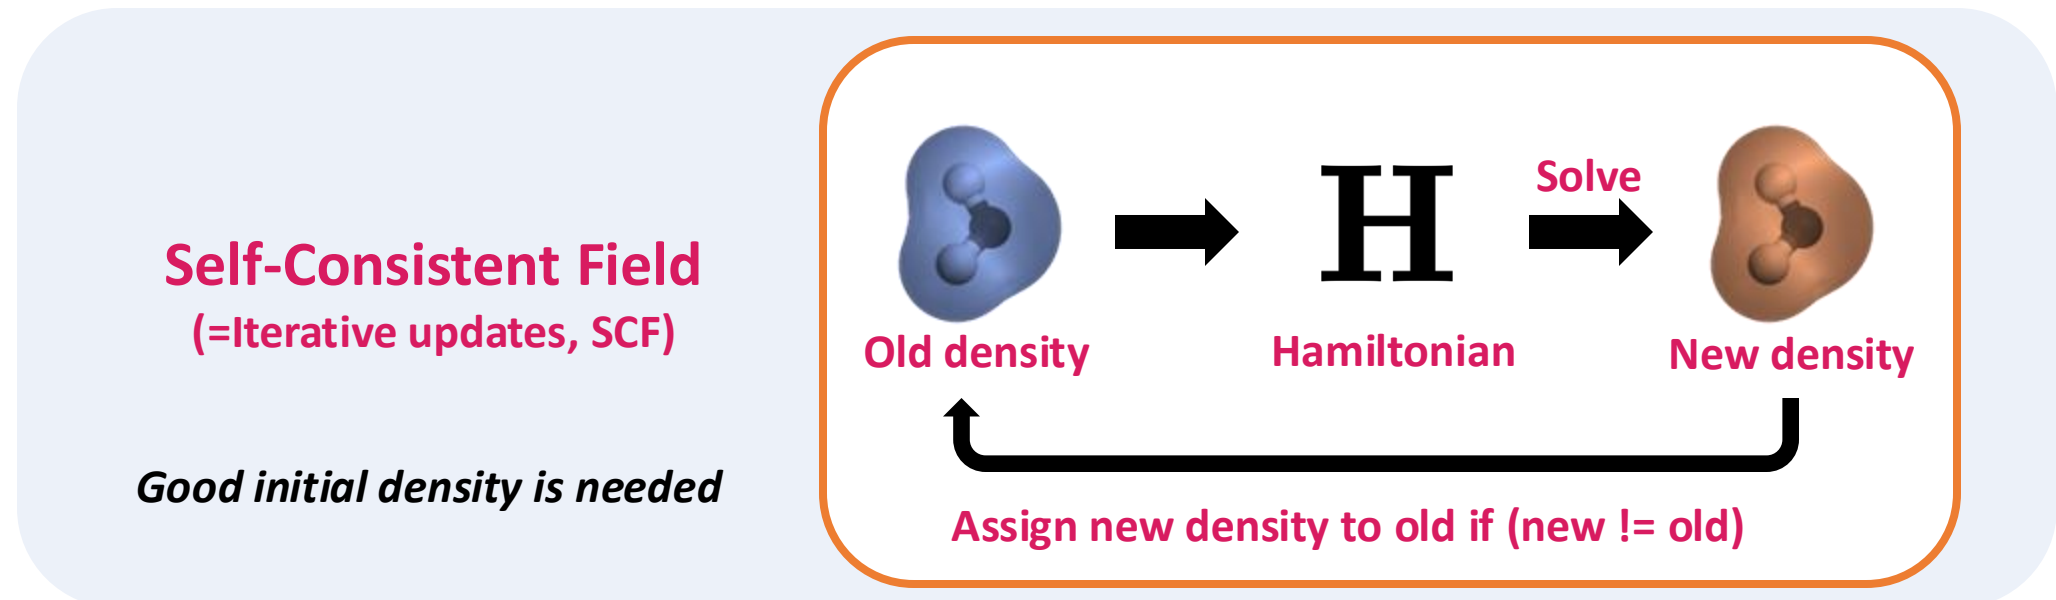 Self-Consistent Field
(=Iterative updates, SCF)
Good initial density is needed
Old density
H
Hamiltonian
Solve
New density
Assign new density to old if (new != old)